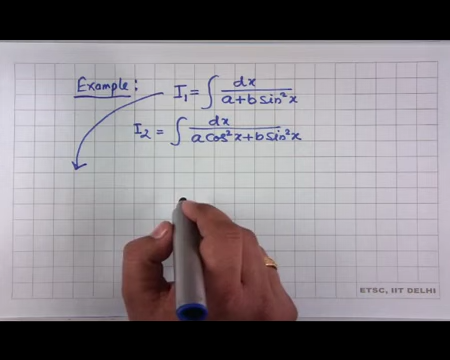 Example: I₁ = ∫ dx / (a + b sin²x)
I₂ = ∫ dx / (a cos²x + b sin²x)
ETSC, IIT DELHI